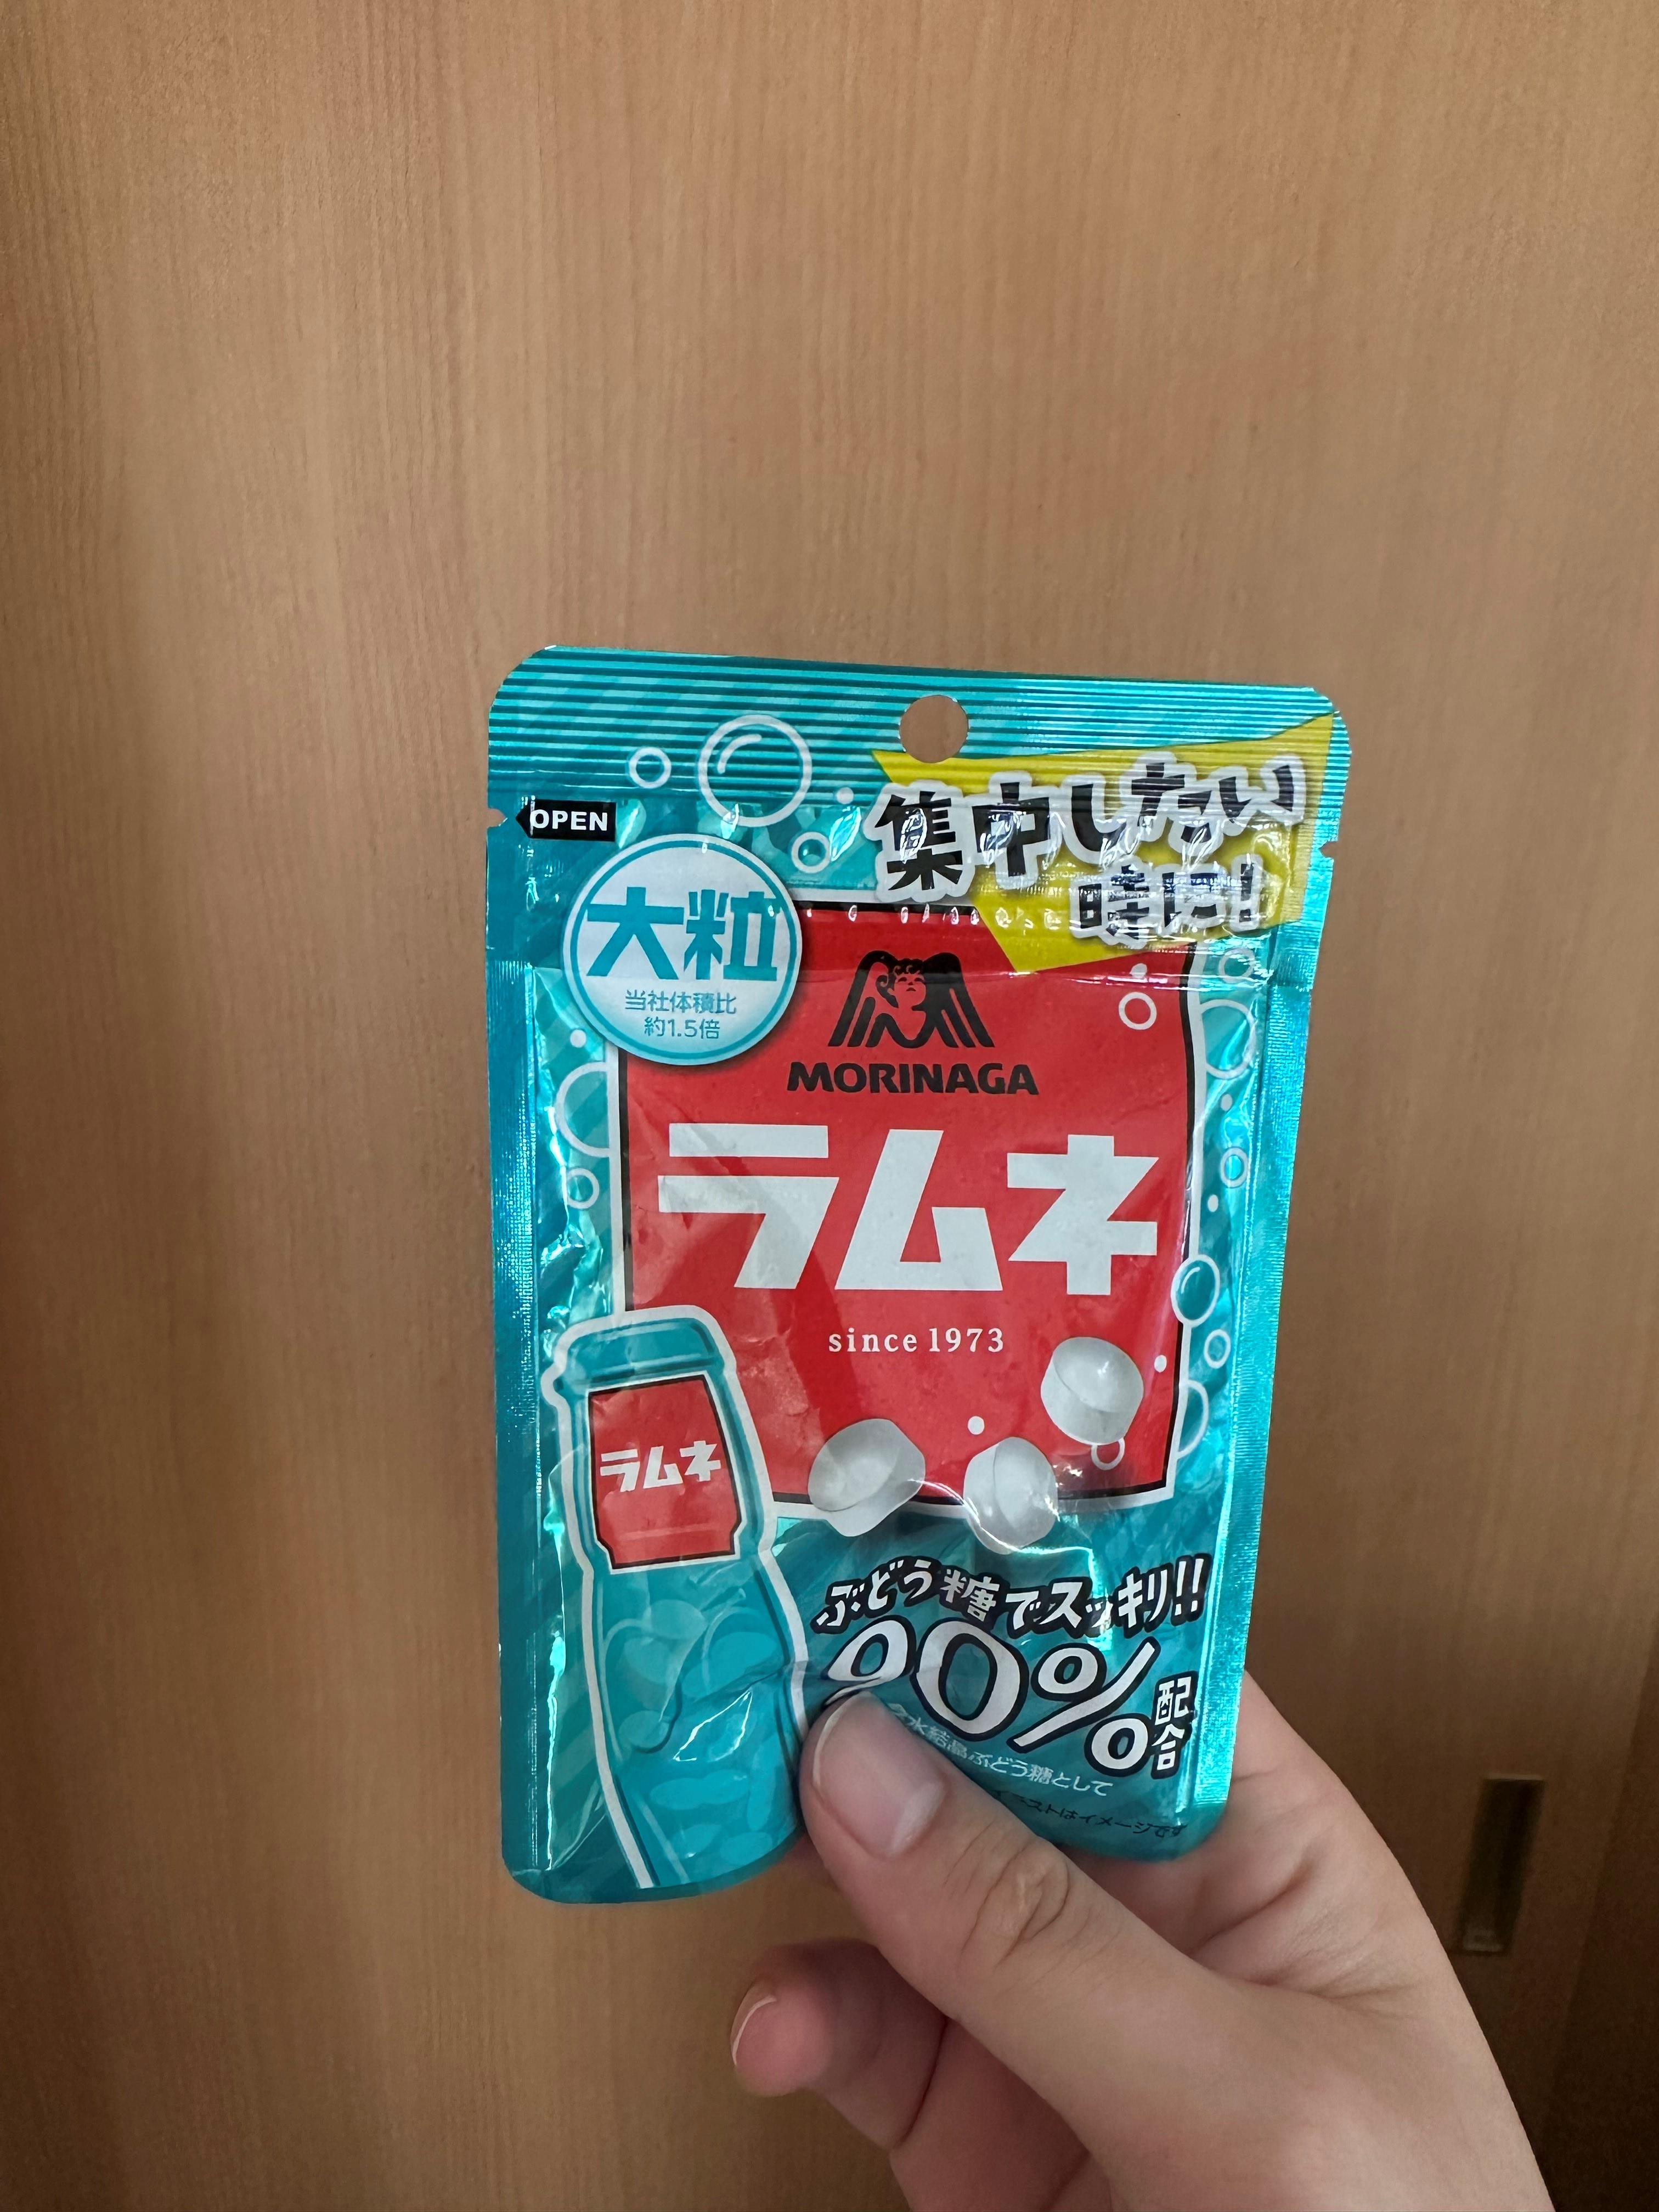 OPEN
集中したい
時に!
大粒
当社体積比
約1.5倍
MORINAGA
ラムネ
since 1973
ラムネ
ぶどう糖でスッキリ!!
90%
配合
水結晶ぶどう糖として
ストはイメージです